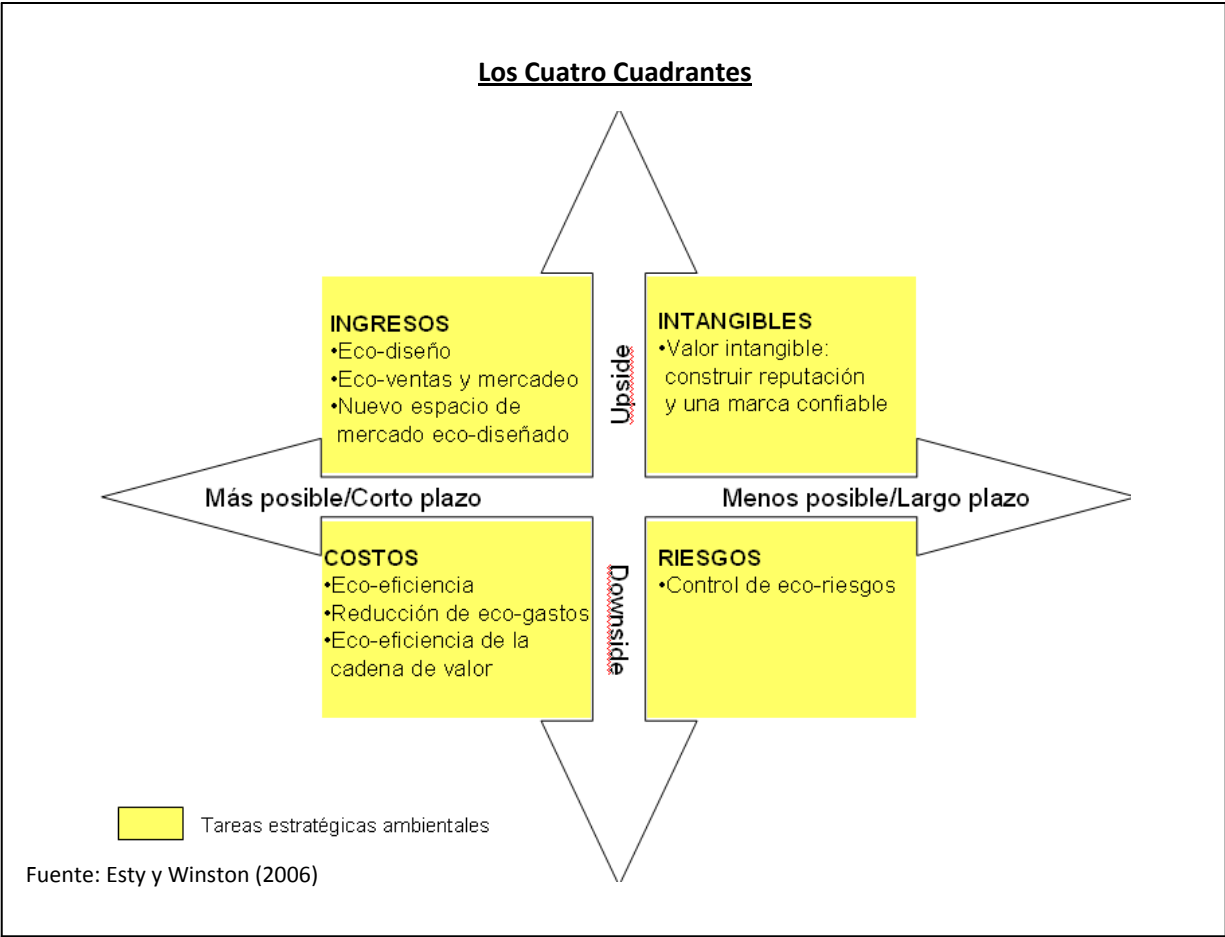 Los Cuatro Cuadrantes
INGRESOS
•Eco-diseño
•Eco-ventas y mercadeo
•Nuevo espacio de
mercado eco-diseñado
Upside
INTANGIBLES
•Valor intangible:
construir reputación
y una marca confiable
Más posible/Corto plazo
Menos posible/Largo plazo
COSTOS
•Eco-eficiencia
•Reducción de eco-gastos
•Eco-eficiencia de la
cadena de valor
Downside
RIESGOS
•Control de eco-riesgos
Tareas estratégicas ambientales
Fuente: Esty y Winston (2006)